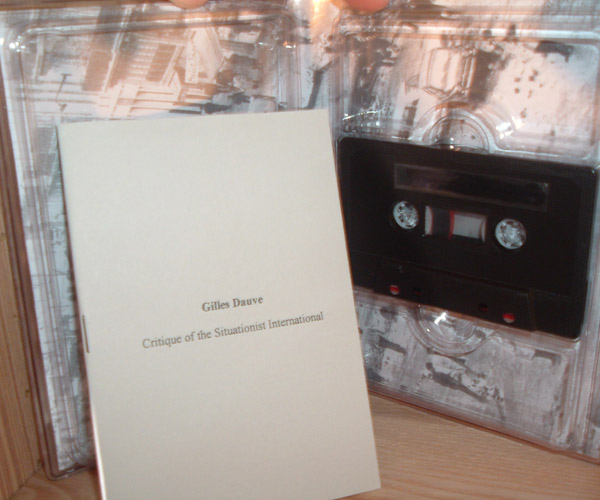 Gilles Dauve
Critique of the Situationist International